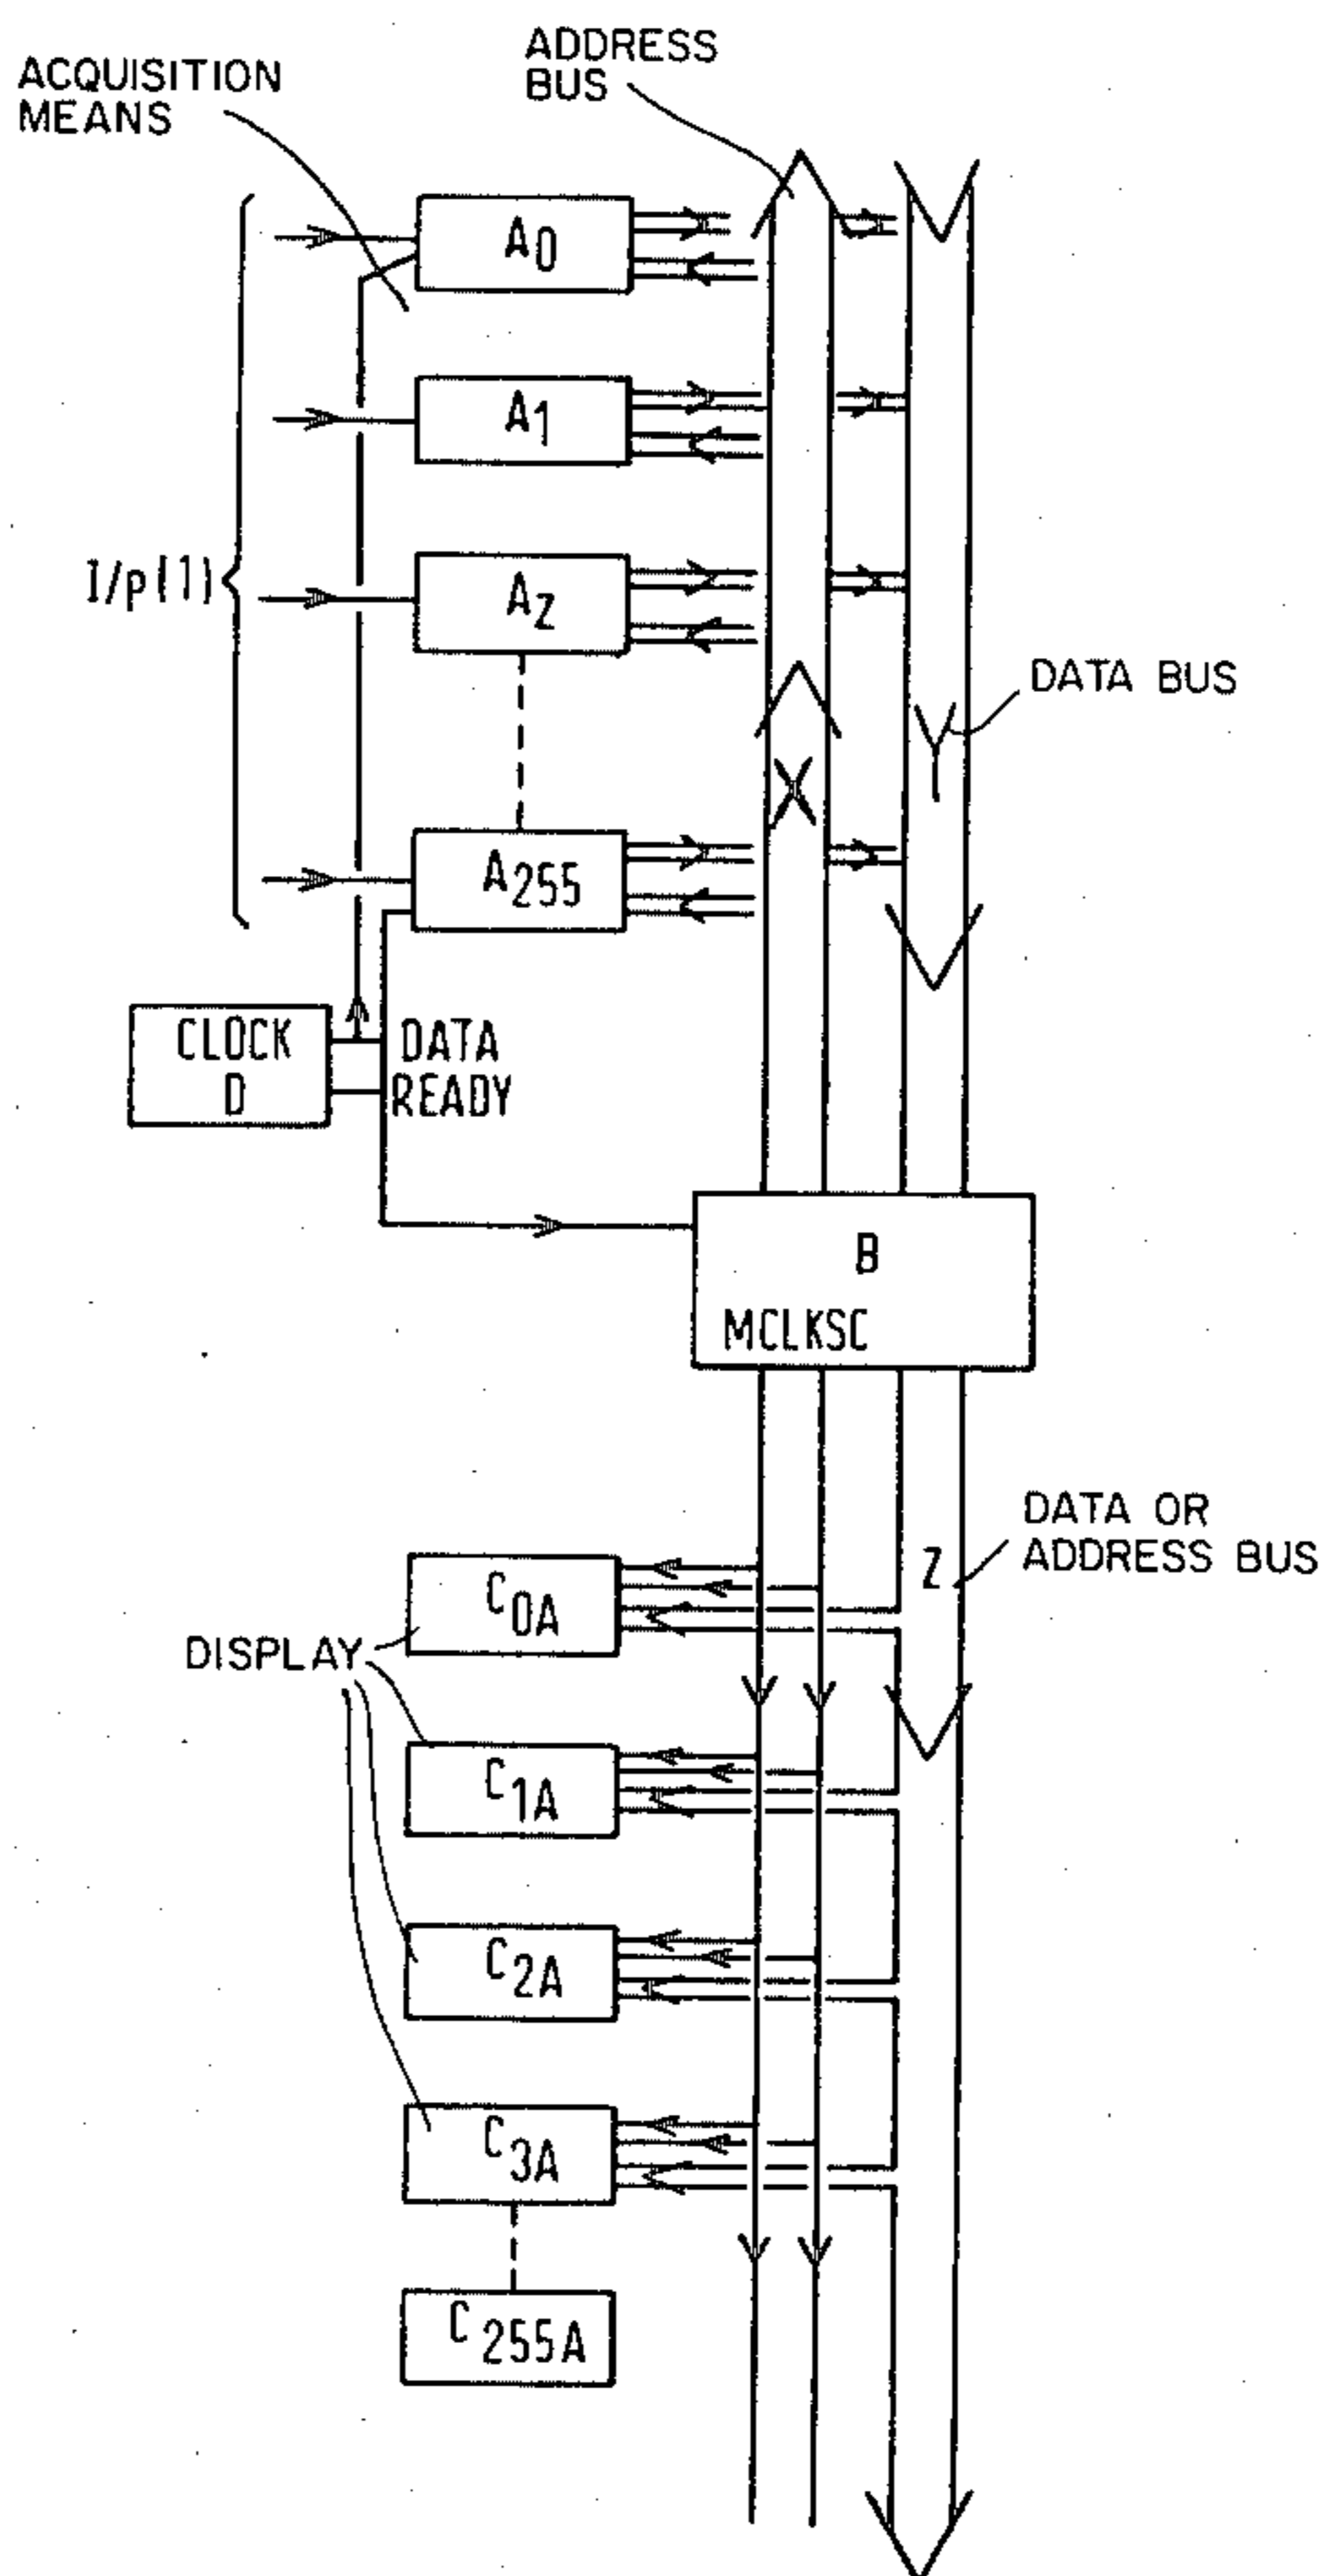 ADDRESS
BUS
ACQUISITION
MEANS
A0
A1
I/p(1)
AZ
DATA BUS
X
Y
A255
CLOCK
D
DATA
READY
B
MCLKSC
DATA OR
ADDRESS BUS
Z
C0A
DISPLAY
C1A
C2A
C3A
C255A